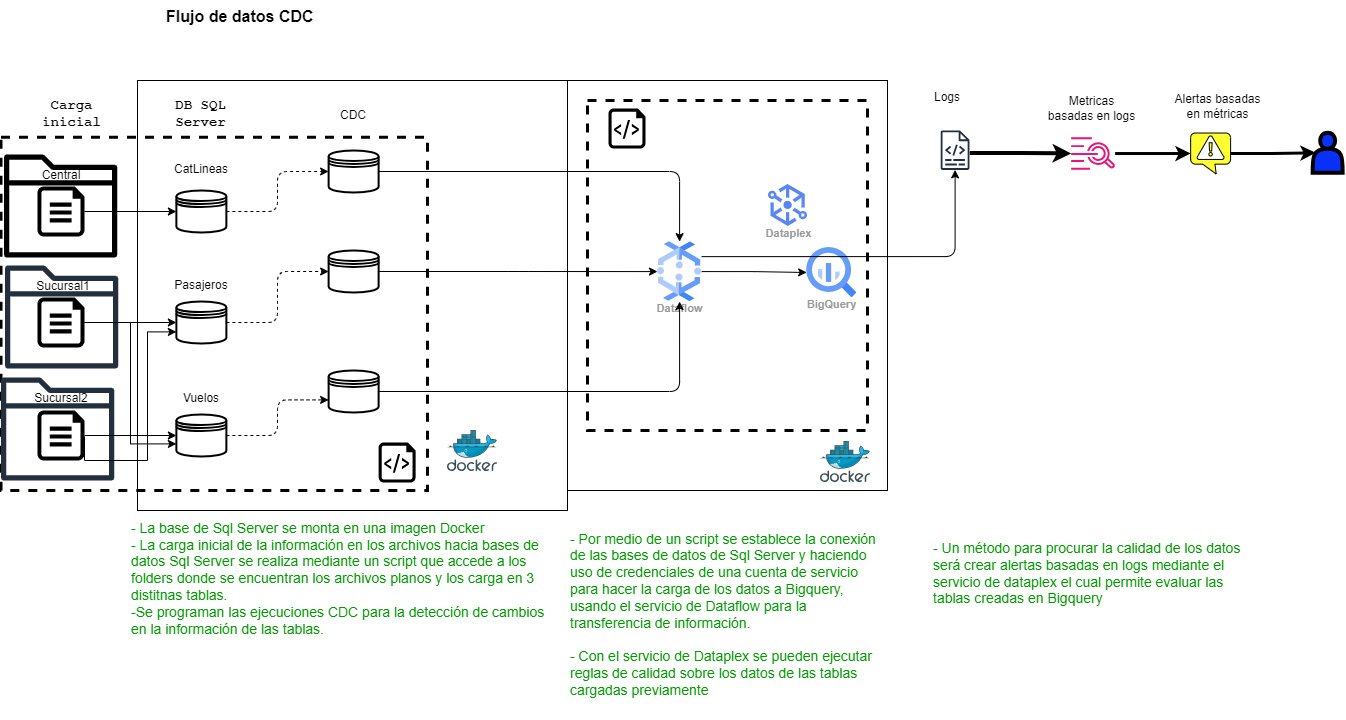 Flujo de datos CDC
Carga
inicial
DB SQL
Server
CDC
Central
CatLineas
Sucursal1
Pasajeros
Sucursal2
Vuelos
docker
Dataplex
Dataflow
BigQuery
docker
Logs
Metricas
basadas en logs
Alertas basadas
en métricas
- La base de Sql Server se monta en una imagen Docker
- La carga inicial de la información en los archivos hacia bases de
datos Sql Server se realiza mediante un script que accede a los
folders donde se encuentran los archivos planos y los carga en 3
distitnas tablas.
-Se programan las ejecuciones CDC para la detección de cambios
en la información de las tablas.
- Por medio de un script se establece la conexión
de las bases de datos de Sql Server y haciendo
uso de credenciales de una cuenta de servicio
para hacer la carga de los datos a Bigquery,
usando el servicio de Dataflow para la
transferencia de información.
- Con el servicio de Dataplex se pueden ejecutar
reglas de calidad sobre los datos de las tablas
cargadas previamente
- Un método para procurar la calidad de los datos
será crear alertas basadas en logs mediante el
servicio de dataplex el cual permite evaluar las
tablas creadas en Bigquery